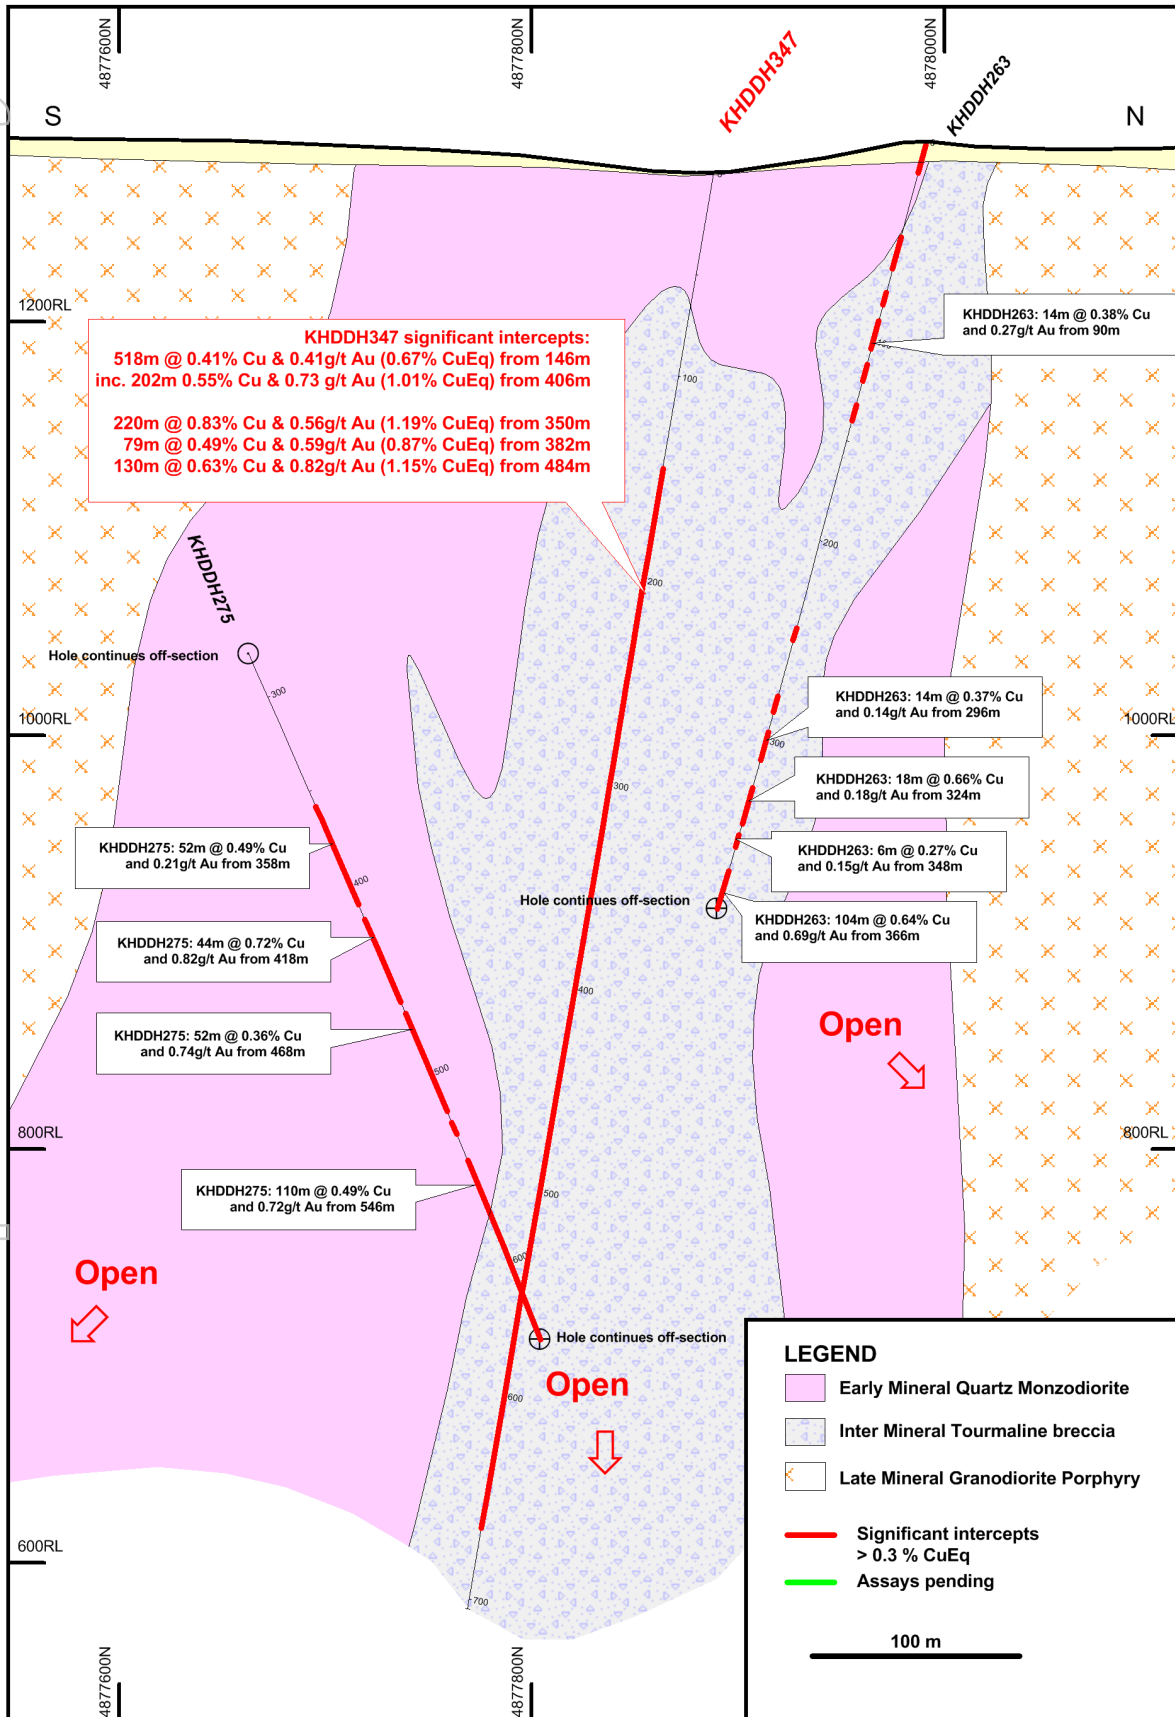 4877600N
4877800N
4878000N
S
KHDDH347
KHDDH263
N
0
1200RL
KHDDH263: 14m @ 0.38% Cu
and 0.27g/t Au from 90m
KHDDH347 significant intercepts:
518m @ 0.41% Cu & 0.41g/t Au (0.67% CuEq) from 146m
inc. 202m 0.55% Cu & 0.73 g/t Au (1.01% CuEq) from 406m
220m @ 0.83% Cu & 0.56g/t Au (1.19% CuEq) from 350m
79m @ 0.49% Cu & 0.59g/t Au (0.87% CuEq) from 382m
130m @ 0.63% Cu & 0.82g/t Au (1.15% CuEq) from 484m
100
100
200
200
KHDDH275
Hole continues off-section
300
1000RL
1000RL
KHDDH263: 14m @ 0.37% Cu
and 0.14g/t Au from 296m
300
KHDDH263: 18m @ 0.66% Cu
and 0.18g/t Au from 324m
300
KHDDH275: 52m @ 0.49% Cu
and 0.21g/t Au from 358m
KHDDH263: 6m @ 0.27% Cu
and 0.15g/t Au from 348m
400
Hole continues off-section
KHDDH263: 104m @ 0.64% Cu
and 0.69g/t Au from 366m
KHDDH275: 44m @ 0.72% Cu
and 0.82g/t Au from 418m
400
Open
KHDDH275: 52m @ 0.36% Cu
and 0.74g/t Au from 468m
500
800RL
800RL
KHDDH275: 110m @ 0.49% Cu
and 0.72g/t Au from 546m
500
600
Open
Hole continues off-section
Open
600
LEGEND
Early Mineral Quartz Monzodiorite
Inter Mineral Tourmaline breccia
Late Mineral Granodiorite Porphyry
Significant intercepts
> 0.3 % CuEq
Assays pending
100 m
600RL
700
4877600N
4877800N